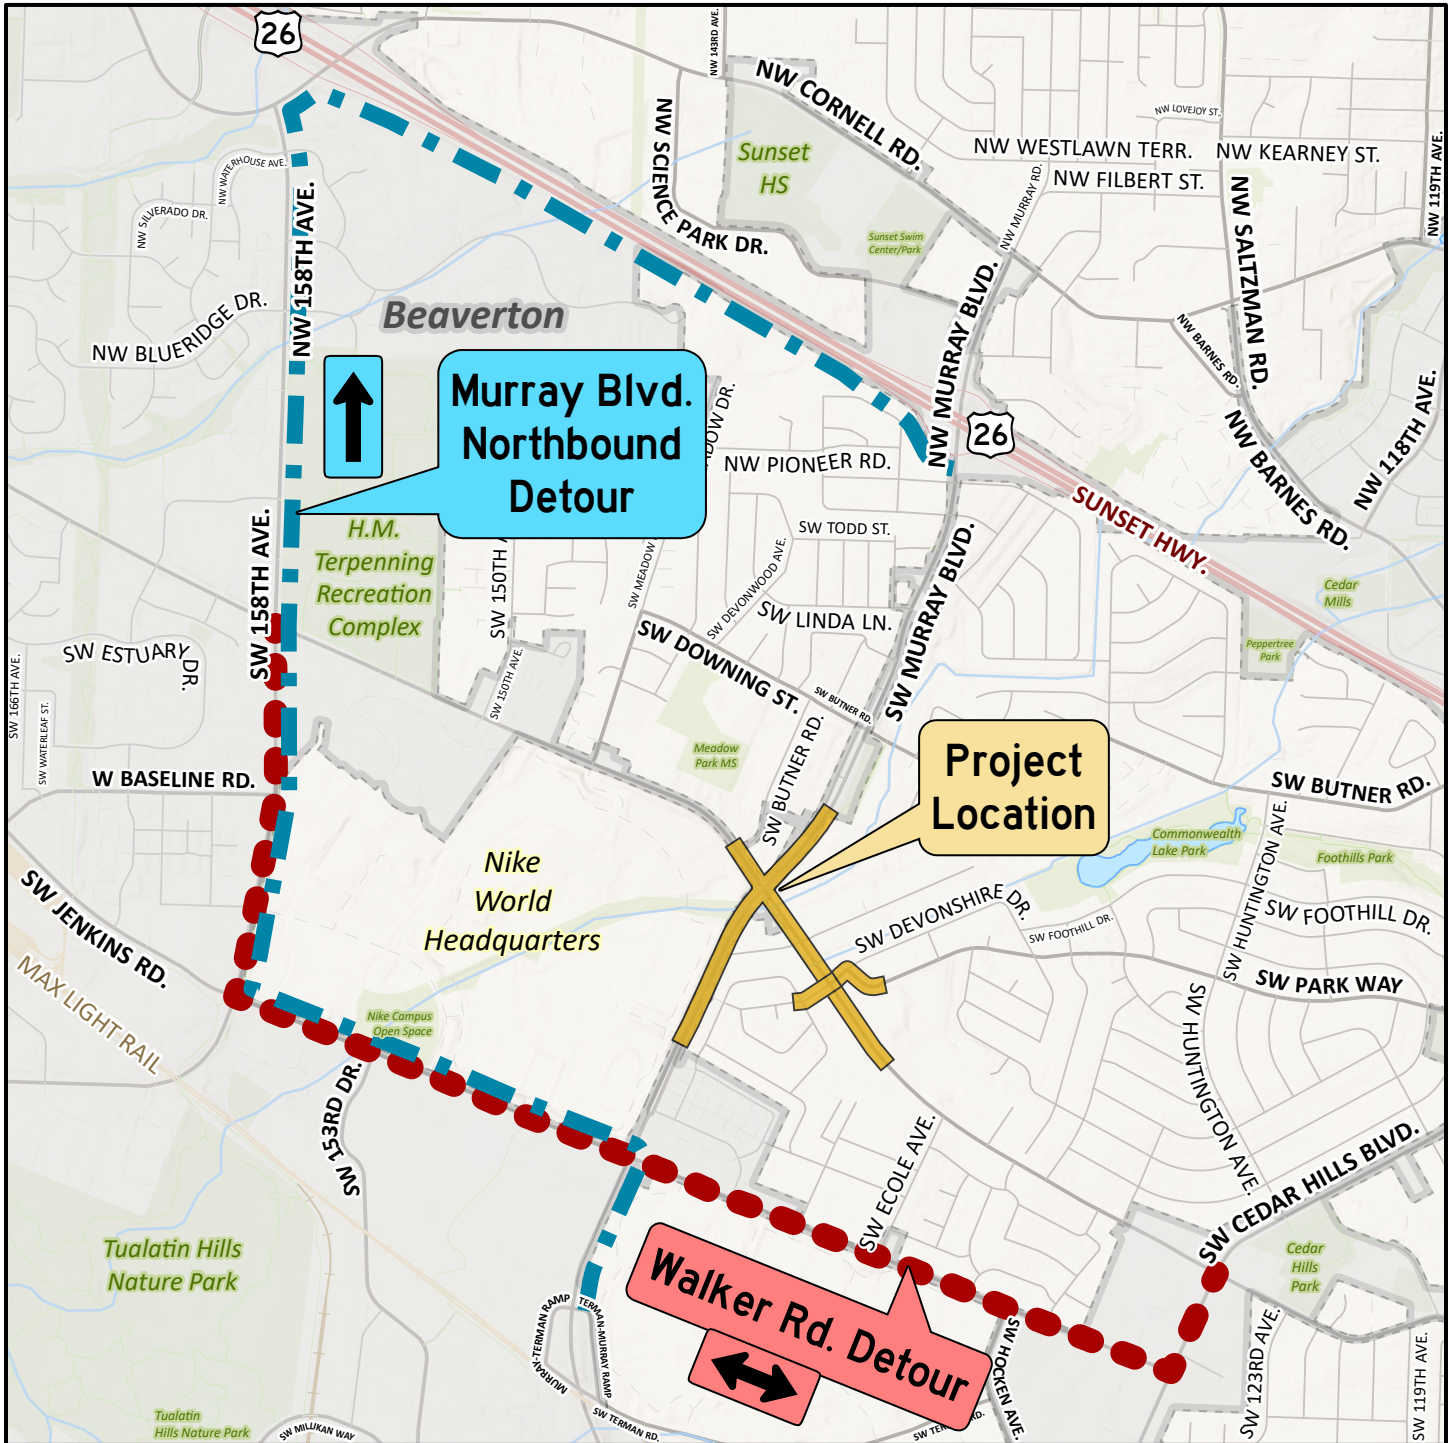 26
NW 143RD AVE.
NW CORNELL RD.
NW LOVEJOY ST.
NW SCIENCE PARK DR.
Sunset
HS
NW WESTLAWN TERR.
NW KEARNEY ST.
NW FILBERT ST.
NW 119TH AVE.
NW WATERHOUSE AVE.
NW SILVERADO DR.
NW 158TH AVE.
NW MURRAY RD.
NW SALTZMAN RD.
Sunset Swim
Center/Park
NW BLUERIDGE DR.
Beaverton
NW MURRAY BLVD.
NW BARNES RD.
NW 118TH AVE.
Murray Blvd.
Northbound
Detour
ADOW DR.
26
NW BARNES RD.
NW PIONEER RD.
SUNSET HWY.
SW 158TH AVE.
H.M.
Terpenning
Recreation
Complex
SW 150TH A
SW MEADOW
SW TODD ST.
SW DEVONWOOD AVE.
SW MURRAY BLVD.
Cedar
Mills
SW LINDA LN.
SW DOWNING ST.
SW ESTUARY DR.
SW 166TH AVE.
SW 150TH AVE.
Peppertree
Park
SW BUTNER RD.
SW WATERLEAF ST.
Meadow
Park MS
SW BUTNER RD.
Project
Location
W BASELINE RD.
SW BUTNER RD.
Commonwealth
Lake Park
SW HUNTINGTON AVE.
Foothills Park
Nike
World
Headquarters
SW JENKINS RD.
SW DEVONSHIRE DR.
SW FOOTHILL DR.
SW FOOTHILL DR.
MAX LIGHT RAIL
SW PARK WAY
SW HUNTINGTON AVE.
Nike Campus
Open Space
SW 153RD DR.
SW ECOLE AVE.
SW CEDAR HILLS BLVD.
Tualatin Hills
Nature Park
Cedar
Hills
Park
Walker Rd. Detour
MURRAY-TERMAN RAMP
TERMAN-MURRAY RAMP
MURRAY
SW HOCKEN AVE.
SW 123RD AVE.
SW 119TH AVE.
Tualatin
Hills Nature Park
SW MILLIKAN WAY
SW TERMAN RD.
SW TER
RD.